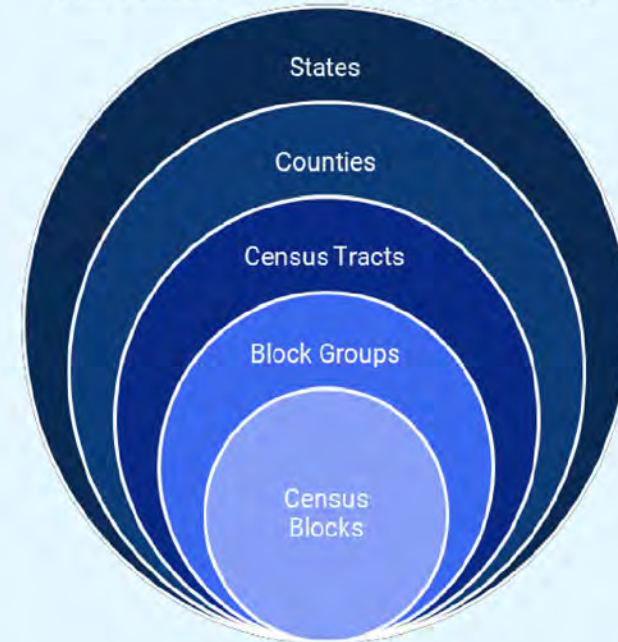 States
Counties
Census Tracts
Block Groups
Census
Blocks